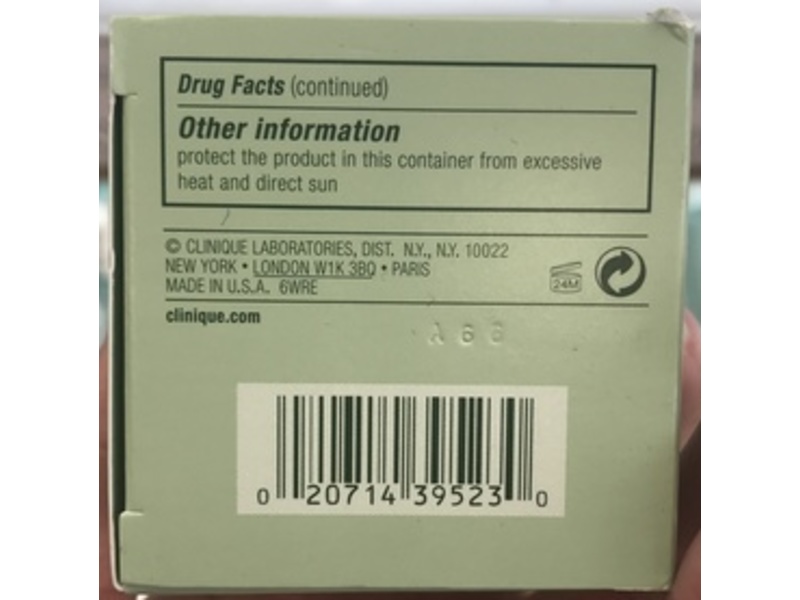 Drug Facts (continued)
Other information
protect the product in this container from excessive
heat and direct sun
© CLINIQUE LABORATORIES, DIST. N.Y., N.Y. 10022
NEW YORK • LONDON W1K 3BQ • PARIS
MADE IN U.S.A. 6WRE
24M
clinique.com
A66
0 20714 39523 0